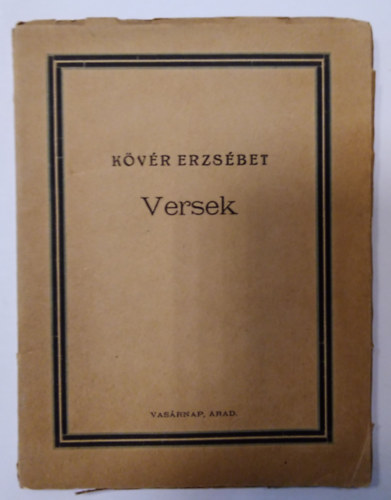 KÖVÉR ERZSÉBET
Versek
VASÁRNAP, ARAD.